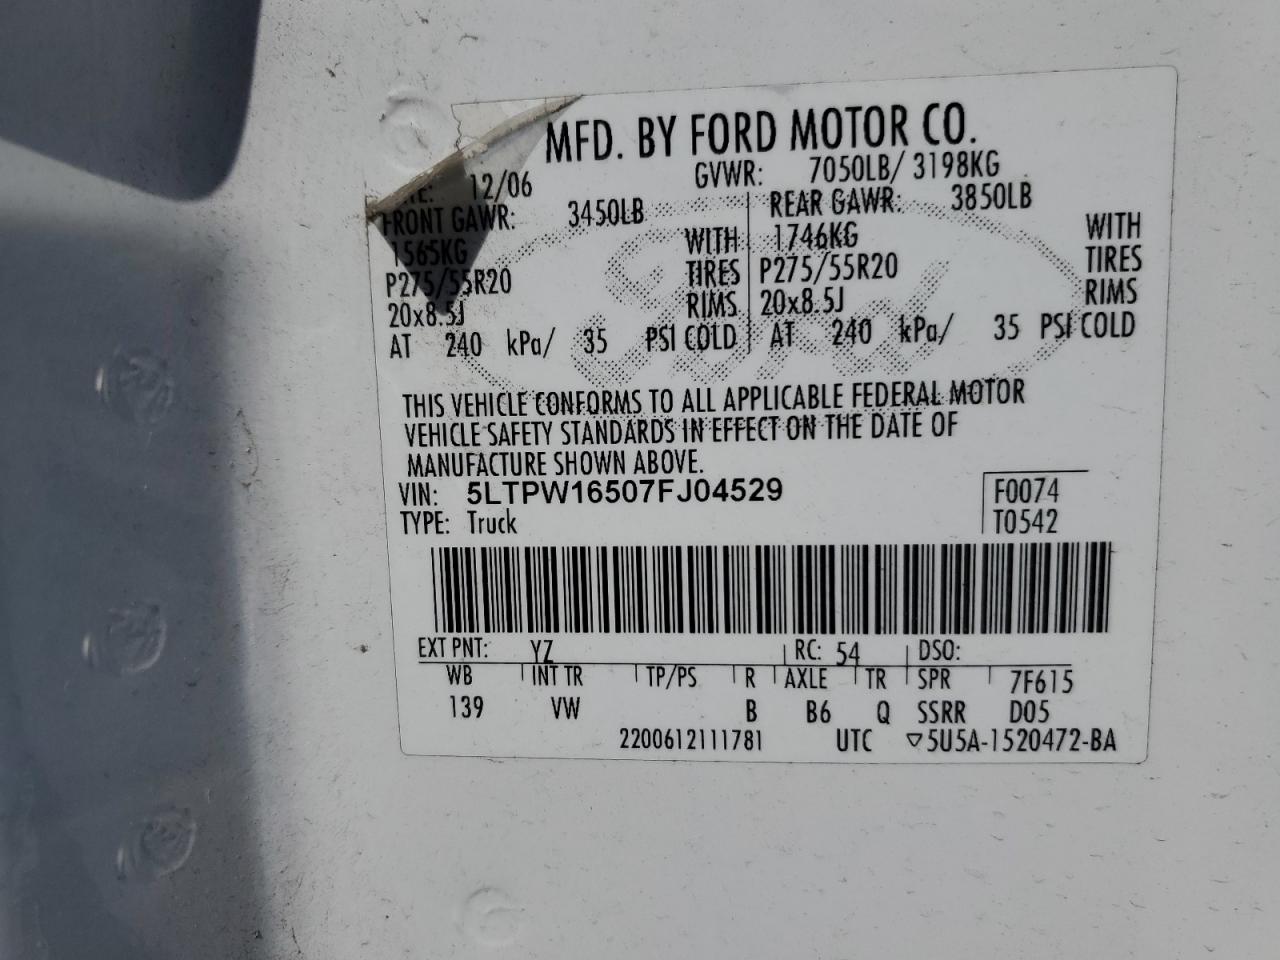 MFD. BY FORD MOTOR CO.
12/06 GVWR: 7050LB/ 3198KG
FRONT GAWR: 3450LB REAR GAWR: 3850LB
1565KG WITH 1746KG WITH
P275/55R20 TIRES P275/55R20 TIRES
20x8.5J RIMS 20x8.5J RIMS
AT 240 kPa/ 35 PSI COLD AT 240 kPa/ 35 PSI COLD
THIS VEHICLE CONFORMS TO ALL APPLICABLE FEDERAL MOTOR
VEHICLE SAFETY STANDARDS IN EFFECT ON THE DATE OF
MANUFACTURE SHOWN ABOVE.
VIN: 5LTPW16507FJ04529 F0074
TYPE: Truck T0542
EXT PNT: YZ RC: 54 DSO:
WB INT TR TP/PS R AXLE TR SPR 7F615
139 VW B B6 Q SSRR D05
2200612111781 UTC ▽5U5A-1520472-BA